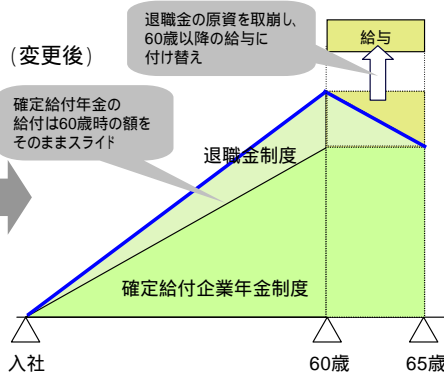 (変更後)
退職金の原資を取崩し、
60歳以降の給与に
付け替え
給与
確定給付年金の
給付は60歳時の額を
そのままスライド
退職金制度
確定給付企業年金制度
入社
60歳
65歳